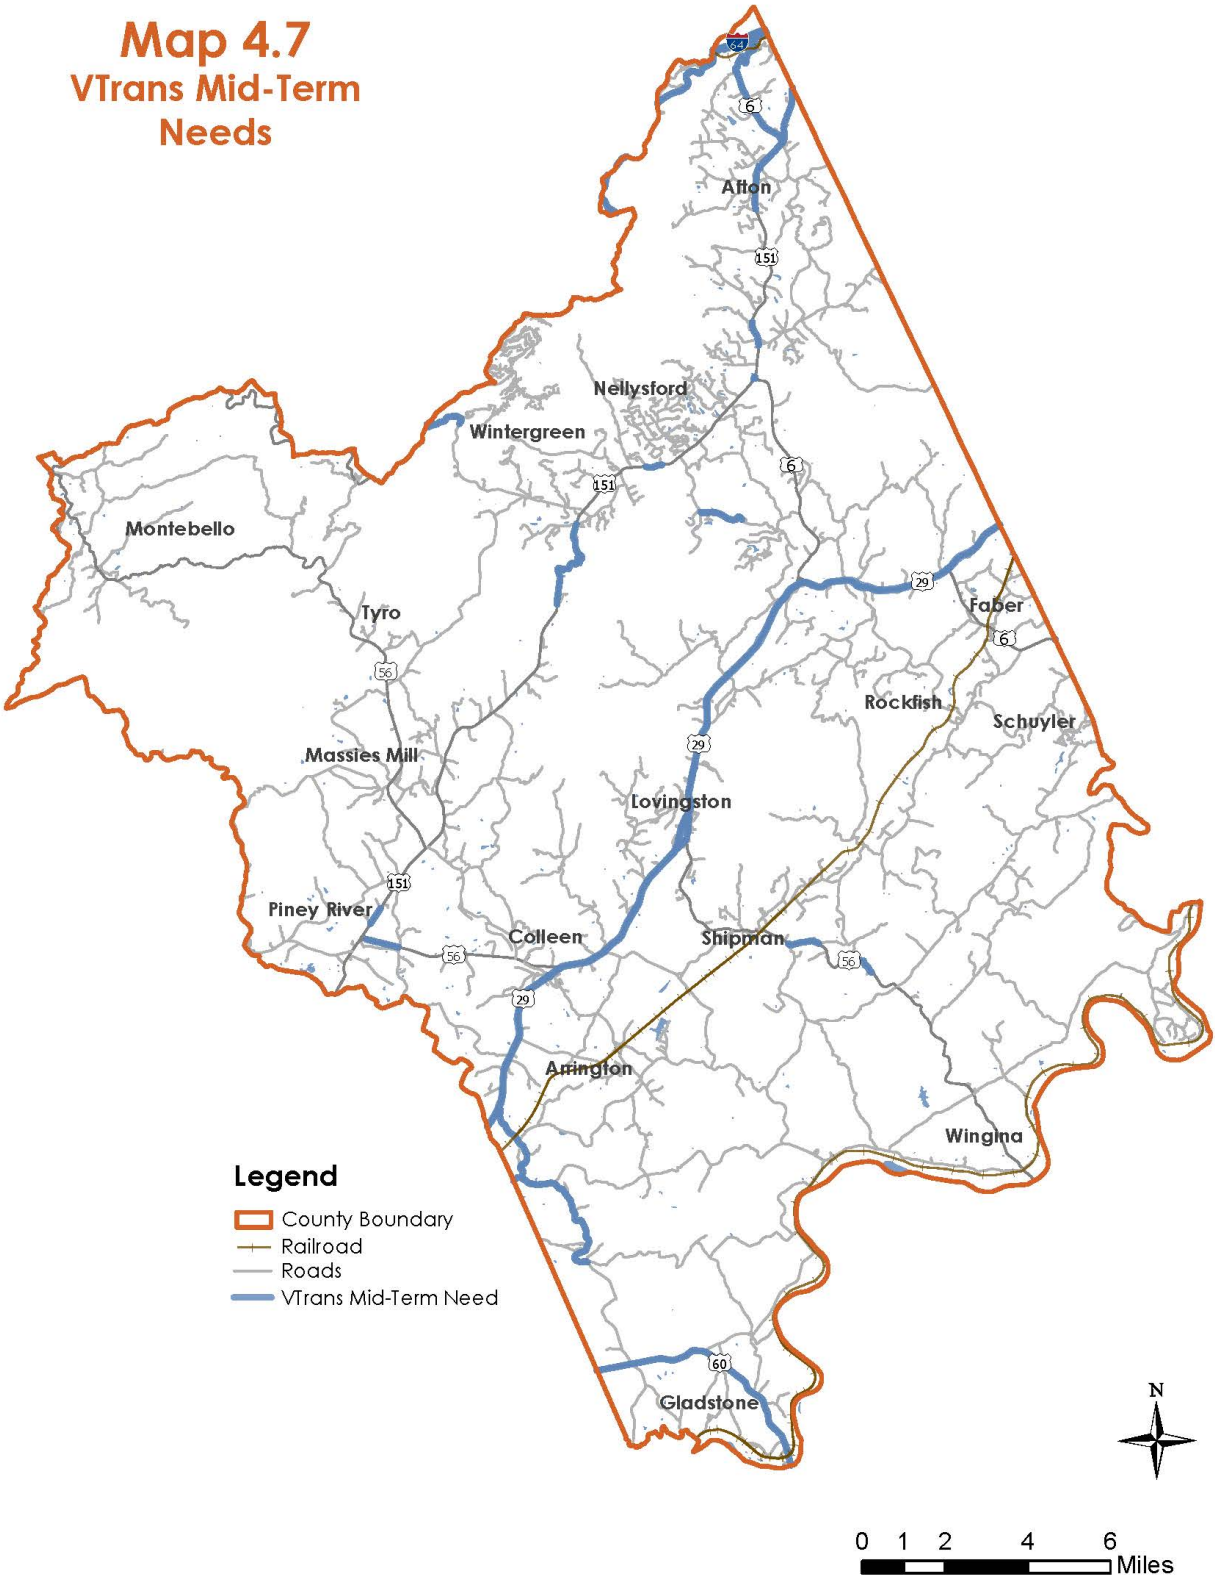 Map 4.7
VTrans Mid-Term
Needs
64
6
Afton
151
Nellysford
Wintergreen
151
6
Montebello
29
Faber
Tyro
6
56
Rockfish
Schuyler
29
Massies Mill
Lovingston
151
Piney River
Colleen
Shipman
56
56
29
Arrington
Wingina
Legend
County Boundary
Railroad
Roads
VTrans Mid-Term Need
60
Gladstone
N
0 1 2 4 6
Miles